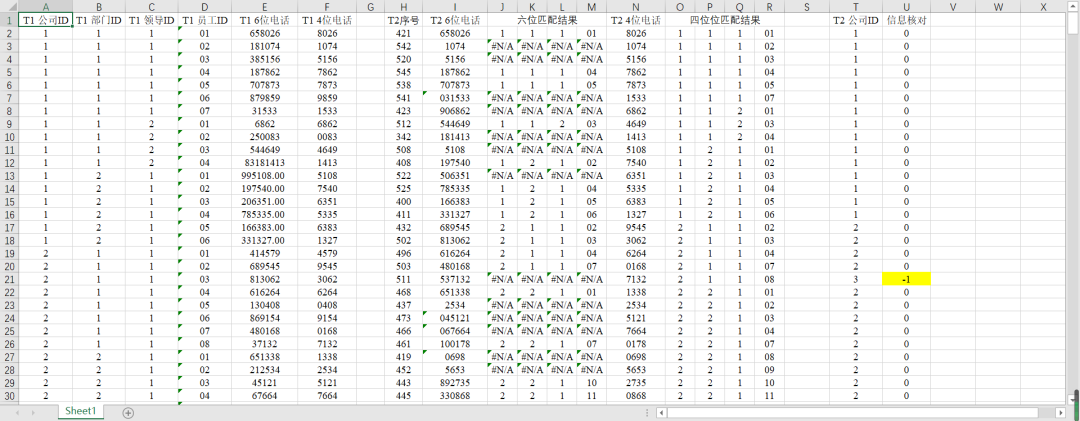 A B C D E F G H I J K L M N O P Q R S T U V W X
1 T1 公司ID T1 部门ID T1 领导ID T1 员工ID T1 6位电话 T1 4位电话 T2序号 T2 6位电话 六位匹配结果 T2 4位电话 四位位匹配结果 T2 公司ID 信息核对
2 1 1 1 01 658026 8026 421 658026 1 1 1 01 8026 1 1 1 01 1 0
3 1 1 1 02 181074 1074 542 1074 #N/A #N/A #N/A #N/A 1074 1 1 1 02 1 0
4 1 1 1 03 385156 5156 520 5156 #N/A #N/A #N/A #N/A 5156 1 1 1 03 1 0
5 1 1 1 04 187862 7862 545 187862 1 1 1 04 7862 1 1 1 04 1 0
6 1 1 1 05 707873 7873 538 707873 1 1 1 05 7873 1 1 1 05 1 0
7 1 1 1 06 879859 9859 541 031533 #N/A #N/A #N/A #N/A 1533 1 1 1 07 1 0
8 1 1 1 07 31533 1533 423 906862 #N/A #N/A #N/A #N/A 6862 1 1 2 01 1 0
9 1 1 2 01 6862 6862 512 544649 1 1 2 03 4649 1 1 2 03 1 0
10 1 1 2 02 250083 0083 342 181413 #N/A #N/A #N/A #N/A 1413 1 1 2 04 1 0
11 1 1 2 03 544649 4649 508 5108 #N/A #N/A #N/A #N/A 5108 1 2 1 01 1 0
12 1 1 2 04 83181413 1413 408 197540 1 2 1 02 7540 1 2 1 02 1 0
13 1 2 1 01 995108.00 5108 522 506351 #N/A #N/A #N/A #N/A 6351 1 2 1 03 1 0
14 1 2 1 02 197540.00 7540 525 785335 1 2 1 04 5335 1 2 1 04 1 0
15 1 2 1 03 206351.00 6351 400 166383 1 2 1 05 6383 1 2 1 05 1 0
16 1 2 1 04 785335.00 5335 411 331327 1 2 1 06 1327 1 2 1 06 1 0
17 1 2 1 05 166383.00 6383 432 689545 2 1 1 02 9545 2 1 1 02 2 0
18 1 2 1 06 331327.00 1327 502 813062 2 1 1 03 3062 2 1 1 03 2 0
19 2 1 1 01 414579 4579 496 616264 2 1 1 04 6264 2 1 1 04 2 0
20 2 1 1 02 689545 9545 503 480168 2 1 1 07 0168 2 1 1 07 2 0
21 2 1 1 03 813062 3062 511 537132 #N/A #N/A #N/A #N/A 7132 2 1 1 08 3 -1
22 2 1 1 04 616264 6264 468 651338 2 2 1 01 1338 2 2 1 01 2 0
23 2 1 1 05 130408 0408 437 2534 #N/A #N/A #N/A #N/A 2534 2 2 1 02 2 0
24 2 1 1 06 869154 9154 473 045121 #N/A #N/A #N/A #N/A 5121 2 2 1 03 2 0
25 2 1 1 07 480168 0168 466 067664 #N/A #N/A #N/A #N/A 7664 2 2 1 04 2 0
26 2 1 1 08 37132 7132 461 100178 2 2 1 07 0178 2 2 1 07 2 0
27 2 2 1 01 651338 1338 419 0698 #N/A #N/A #N/A #N/A 0698 2 2 1 08 2 0
28 2 2 1 02 212534 2534 452 5653 #N/A #N/A #N/A #N/A 5653 2 2 1 09 2 0
29 2 2 1 03 45121 5121 443 892735 2 2 1 10 2735 2 2 1 10 2 0
30 2 2 1 04 67664 7664 445 330868 2 2 1 11 0868 2 2 1 11 2 0
Sheet1